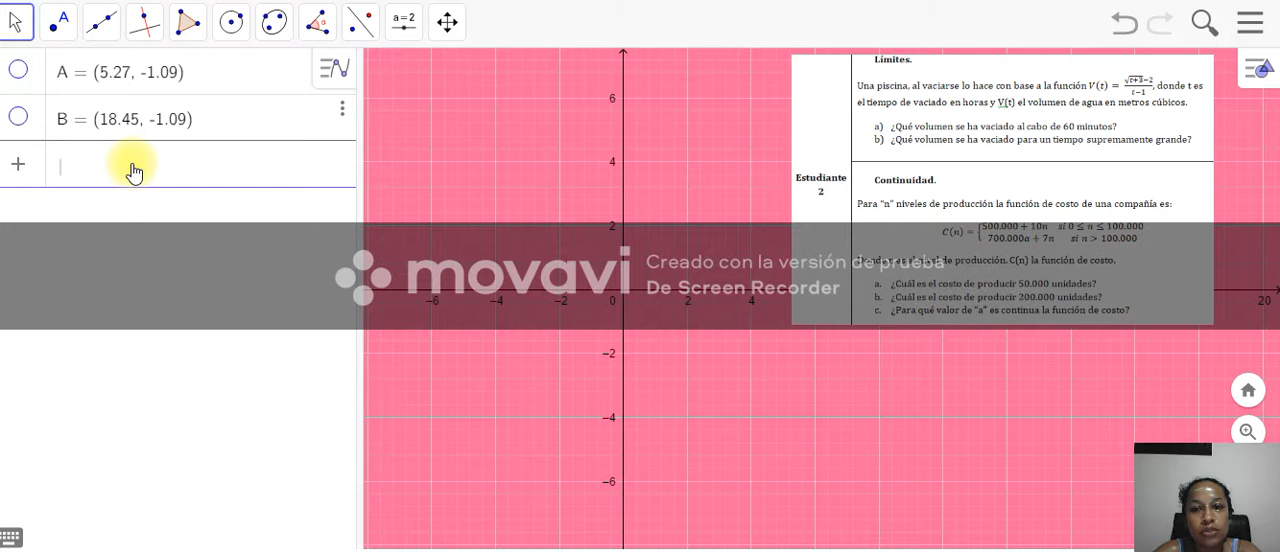 A
a=2
A = (5.27, -1.09)
B = (18.45, -1.09)
Límites.
Una piscina, al vaciarse lo hace con base a la función V(t) = √t+3−2 / t−1, donde t es
el tiempo de vaciado en horas y V(t) el volumen de agua en metros cúbicos.
a) ¿Qué volumen se ha vaciado al cabo de 60 minutos?
b) ¿Qué volumen se ha vaciado para un tiempo supremamente grande?
Estudiante
2
Continuidad.
Para "n" niveles de producción la función de costo de una compañía es:
C(n) = { 500.000 + 10n si 0 ≤ n ≤ 100.000
700.000α + 7n si n > 100.000
de producción. C(n) la función de costo.
a. ¿Cuál es el costo de producir 50.000 unidades?
b. ¿Cuál es el costo de producir 200.000 unidades?
c. ¿Para qué valor de "a" es continua la función de costo?
movavi
Creado con la versión de prueba
De Screen Recorder
6
4
2
−6 −4 −2 0 2 4 20
−2
−4
−6